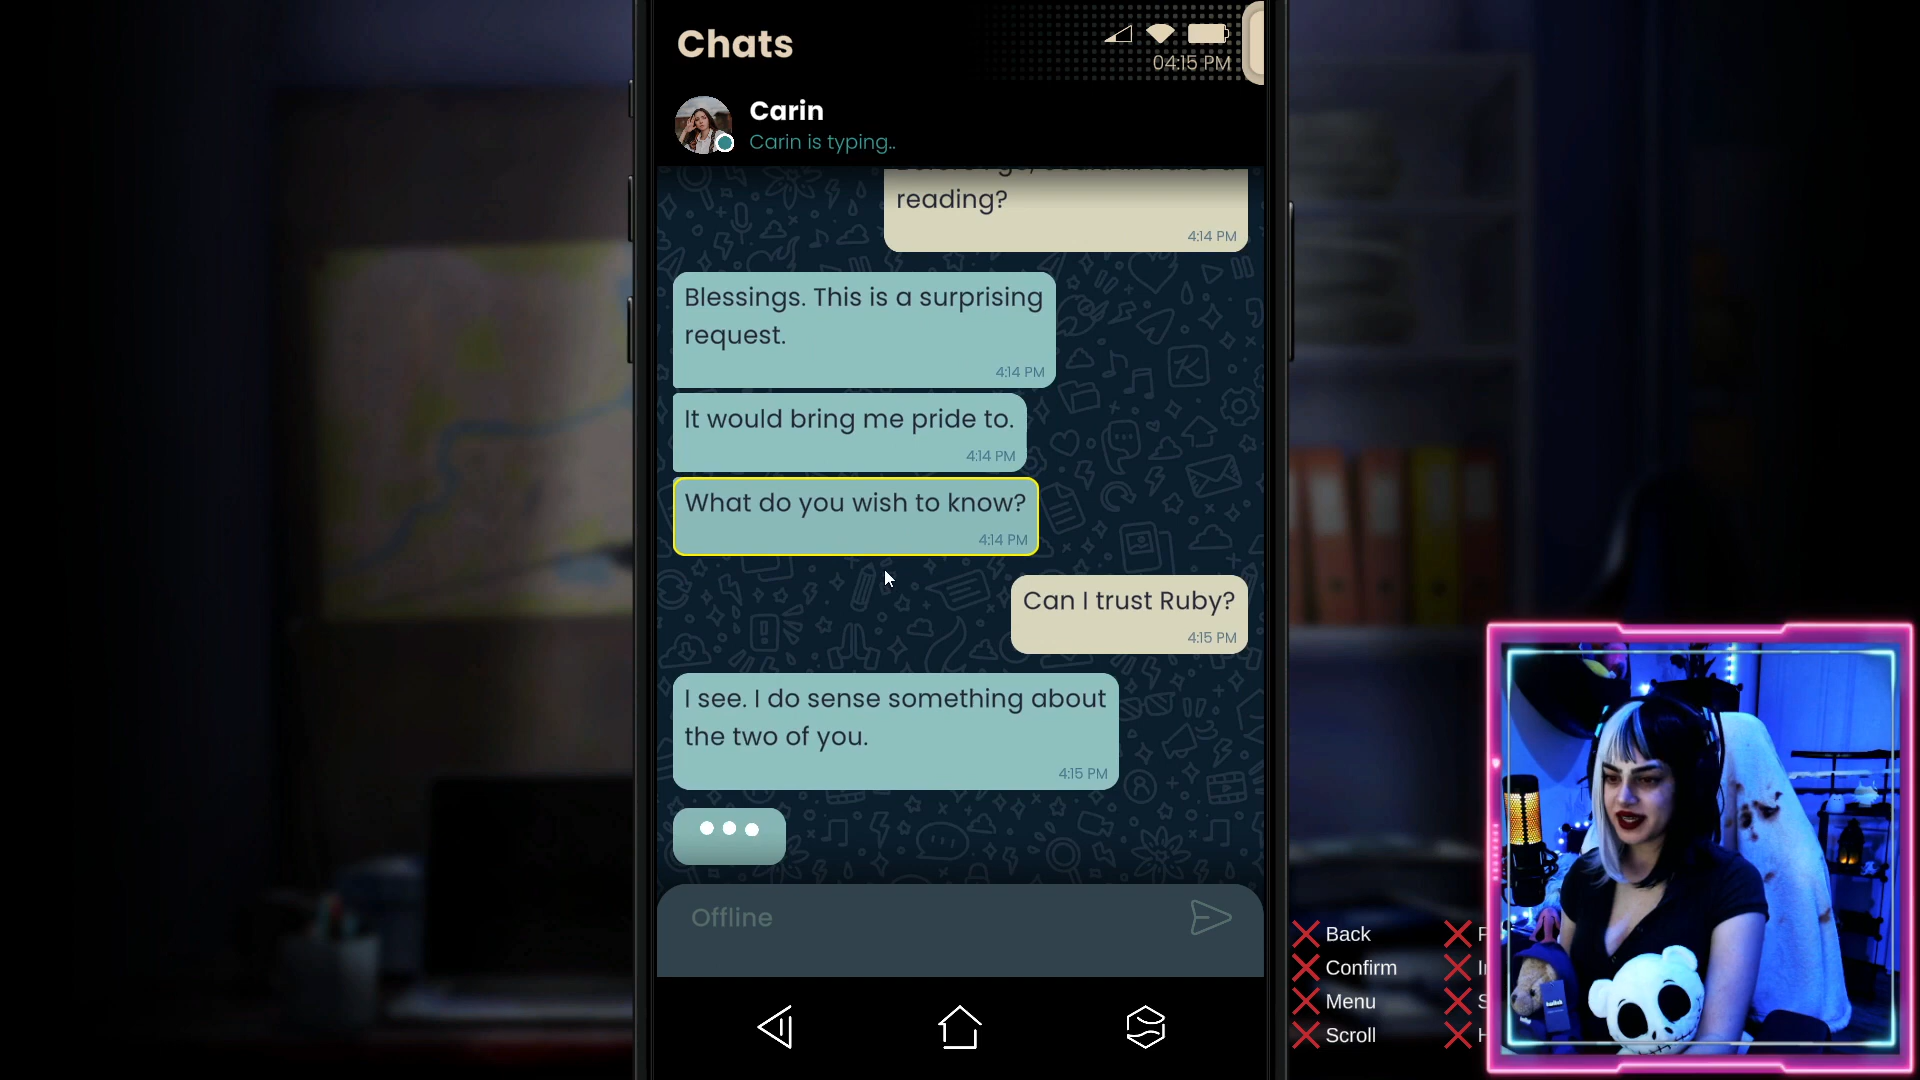 Chats
04:15 PM
Carin
Carin is typing..
reading?
4:14 PM
Blessings. This is a surprising
request.
4:14 PM
It would bring me pride to.
4:14 PM
What do you wish to know?
4:14 PM
Can I trust Ruby?
4:15 PM
I see. I do sense something about
the two of you.
4:15 PM
Offline
Back
Confirm
Menu
Scroll